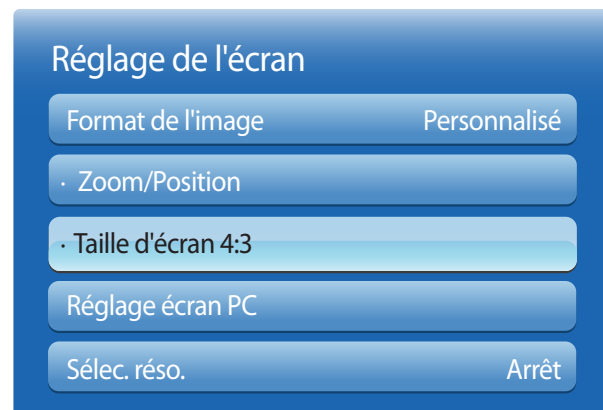 Réglage de l'écran
Format de l'image Personnalisé
· Zoom/Position
· Taille d'écran 4:3
Réglage écran PC
Sélec. réso. Arrêt